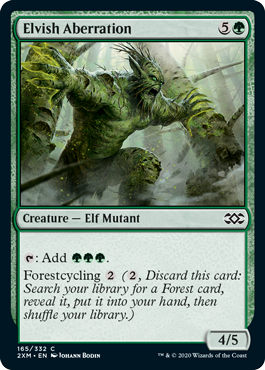 Elvish Aberration 5
Creature — Elf Mutant
: Add
Forestcycling 2 (2, Discard this card:
Search your library for a Forest card,
reveal it, put it into your hand, then
shuffle your library.)
4/5
165/332 C
2XM • EN Johann Bodin
™ & © 2020 Wizards of the Coast